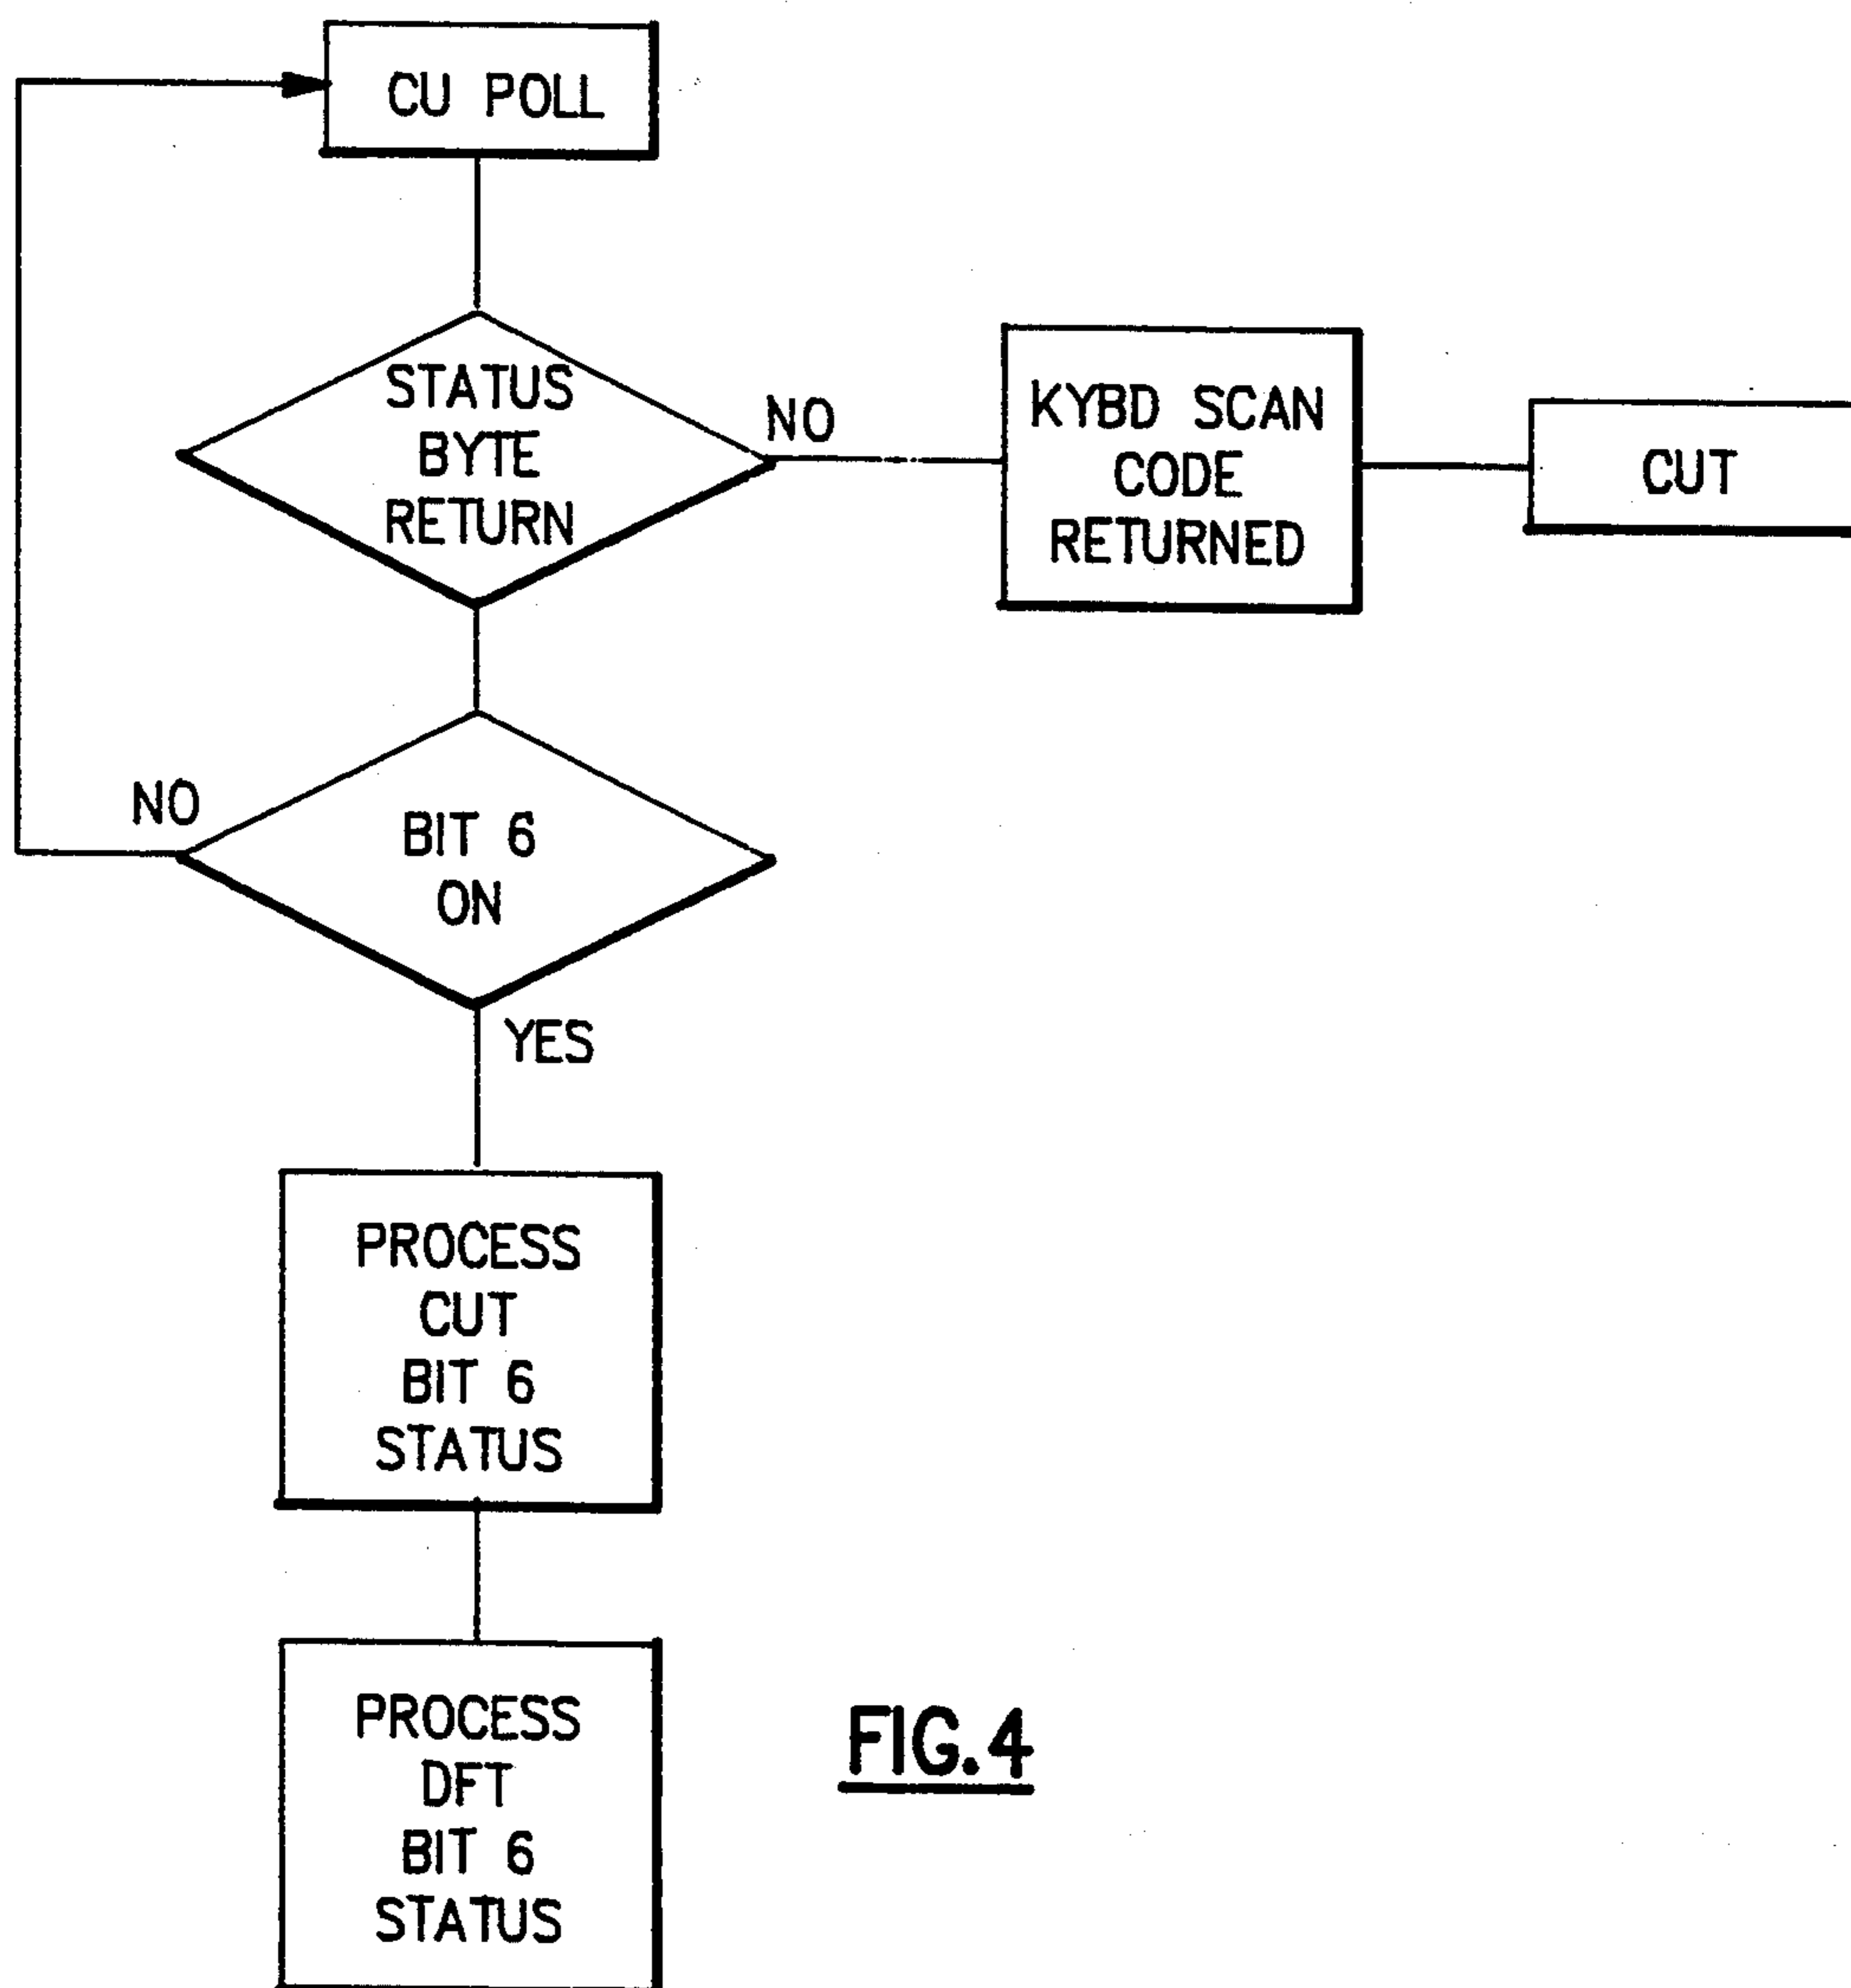 CU POLL
STATUS
BYTE
RETURN
NO
KYBD SCAN
CODE
RETURNED
CUT
NO
BIT 6
ON
YES
PROCESS
CUT
BIT 6
STATUS
PROCESS
DFT
BIT 6
STATUS
FIG.4